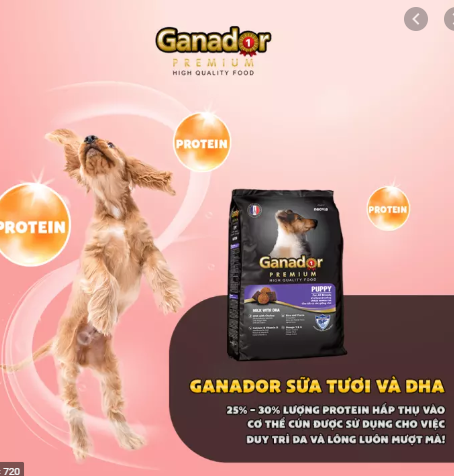 Ganador
1
PREMIUM
HIGH QUALITY FOOD
PROTEIN
PROTEIN
PROTEIN
Ganador
PREMIUM
HIGH QUALITY FOOD
PUPPY
MILK WITH DHA
GANADOR SỮA TƯƠI VÀ DHA
25% - 30% LƯỢNG PROTEIN HẤP THỤ VÀO
CƠ THỂ CÚN ĐƯỢC SỬ DỤNG CHO VIỆC
DUY TRÌ DA VÀ LÔNG LUÔN MƯỢT MÀ!
720